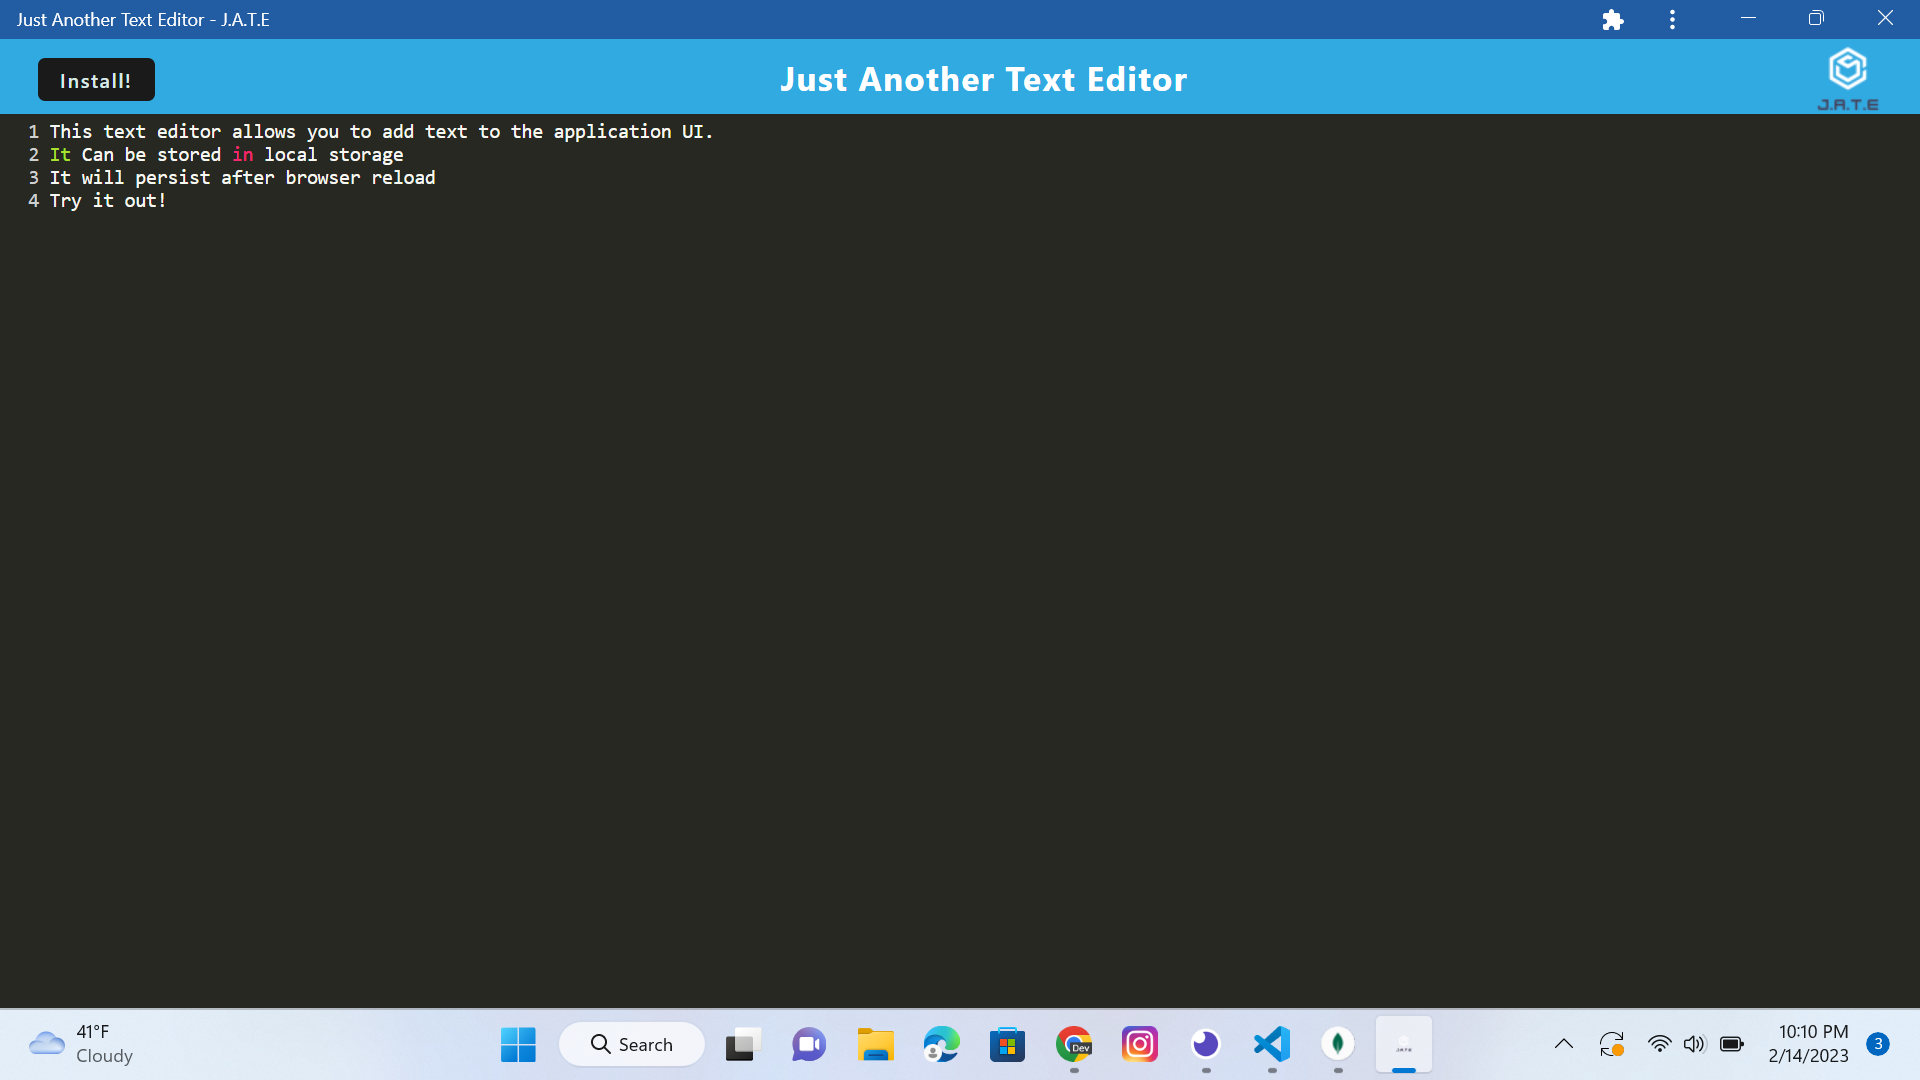 Just Another Text Editor - J.A.T.E
Install!
Just Another Text Editor
J.A.T.E
1 This text editor allows you to add text to the application UI.
2 It Can be stored in local storage
3 It will persist after browser reload
4 Try it out!
41°F
Cloudy
Search
Dev
J.A.T.E
10:10 PM
2/14/2023
3